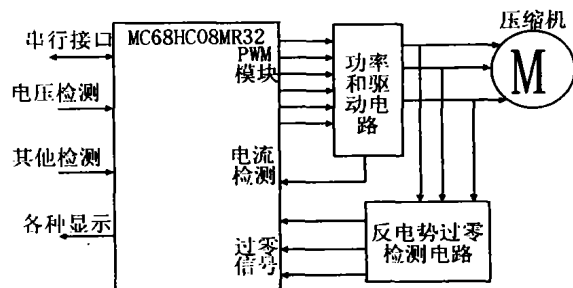 压缩机
串行接口
MC68HC08MR32
PWM
模块
功率
和驱
动电
路
M
电压检测
其他检测
电流
检测
各种显示
过零
信号
反电势过零
检测电路